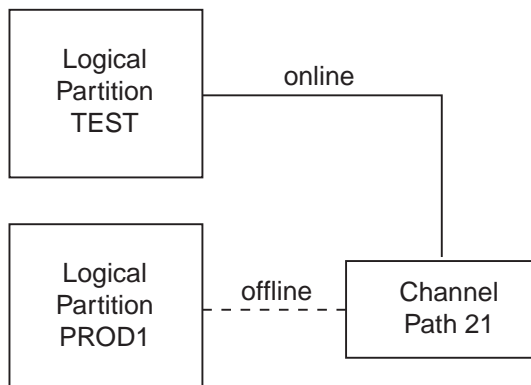 Logical
Partition
TEST
online
Logical
Partition
PROD1
offline
Channel
Path 21